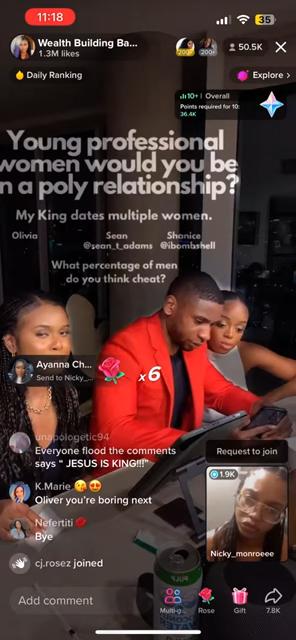 11:18
35
Wealth Building Ba...
1.3M likes
200+
200+
50.5K
Daily Ranking
Explore >
10+ | Overall
Points required for 10:
36.4K
Young professional
women would you be
n a poly relationship?
My King dates multiple women.
Olivia Sean Shanice
@sean_t_adams @ibombshell
What percentage of men
do you think cheat?
Ayanna Ch...
Send to Nicky_...
x6
unapologetic94
Everyone flood the comments
says “ JESUS IS KING!!!”
K.Marie
Oliver you're boring next
Nefertiti
Bye
cj.rosez joined
Request to join
1.9K
Nicky_monroeee
Add comment
Multi-g...
Rose
Gift
7.8K